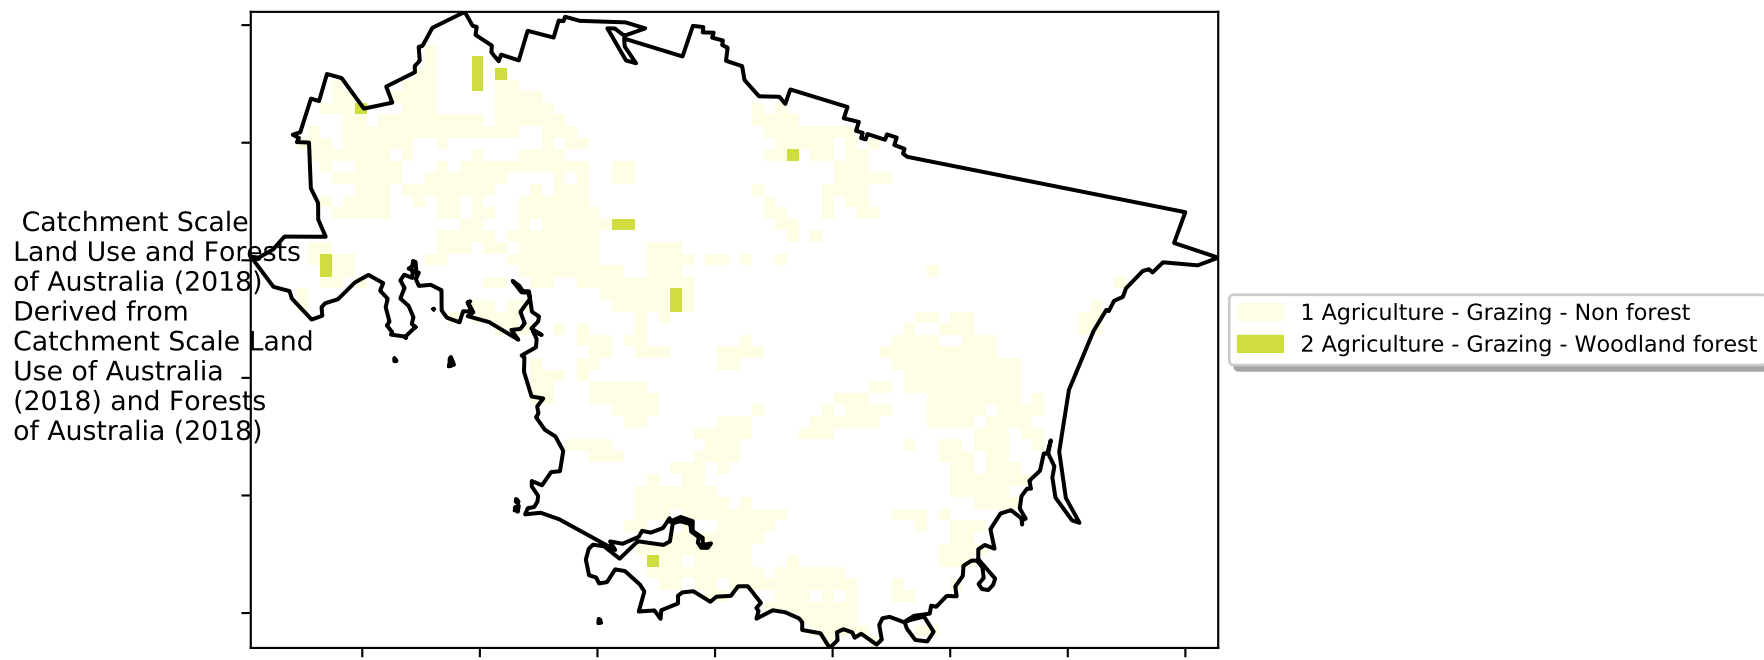 Catchment Scale
Land Use and Forests
of Australia (2018)
Derived from
Catchment Scale Land
Use of Australia
(2018) and Forests
of Australia (2018)
1 Agriculture - Grazing - Non forest
2 Agriculture - Grazing - Woodland forest